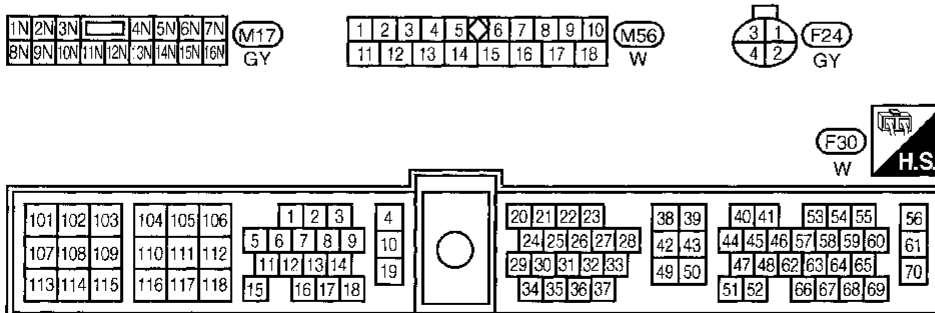 1N 2N 3N 4N 5N 6N 7N
8N 9N 10N 11N 12N 13N 14N 15N 16N
M17
GY
1 2 3 4 5 6 7 8 9 10
11 12 13 14 15 16 17 18
M56
W
3 1
4 2
F24
GY
F30
W
H.S.
101 102 103 104 105 106 1 2 3 4 20 21 22 23 38 39 40 41 53 54 55 56
107 108 109 110 111 112 5 6 7 8 9 10 24 25 26 27 28 42 43 44 45 46 57 58 59 60 61
11 12 13 14 29 30 31 32 33 47 48 62 63 64 65
113 114 115 116 117 118 15 16 17 18 19 34 35 36 37 49 50 51 52 66 67 68 69 70